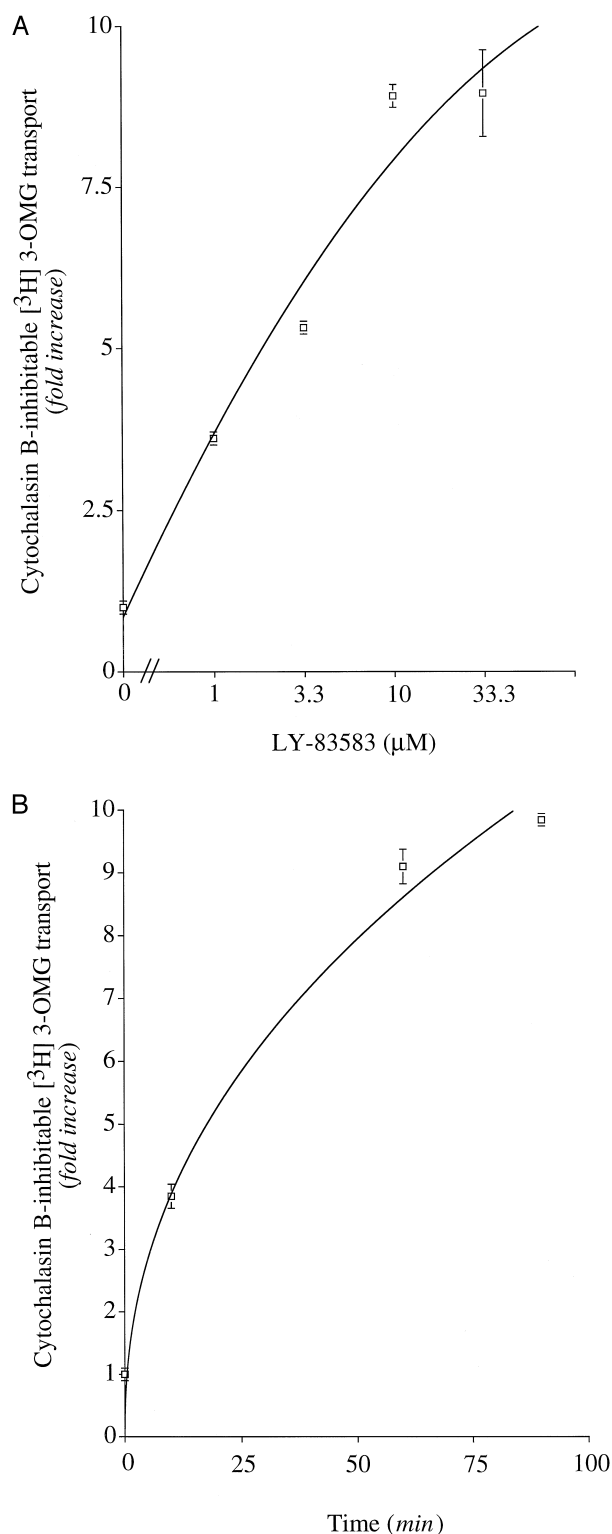 A
Cytochalasin B-inhibitable [³H] 3-OMG transport
(fold increase)
10
7.5
5
2.5
0
0 1 3.3 10 33.3
LY-83583 (μM)
B
Cytochalasin B-inhibitable [³H] 3-OMG transport
(fold increase)
10
9
8
7
6
5
4
3
2
1
0
0 25 50 75 100
Time (min)